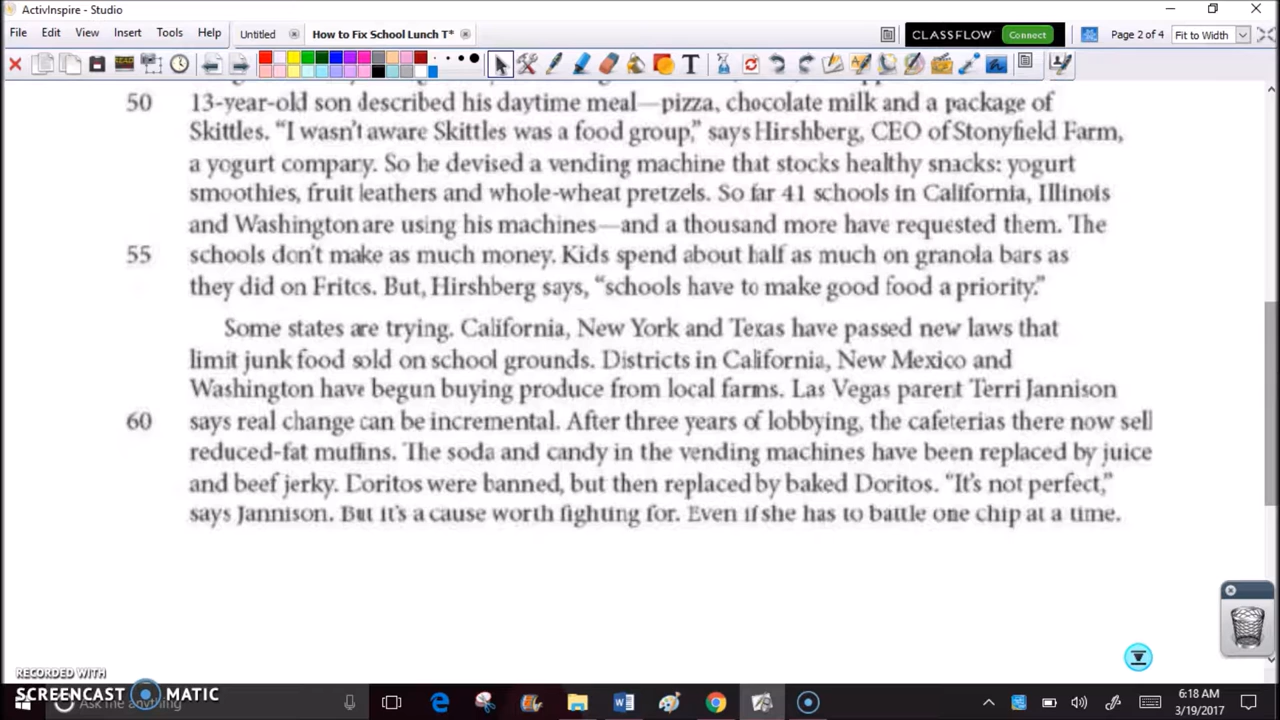 ActivInspire - Studio
File Edit View Insert Tools Help Untitled How to Fix School Lunch T* CLASSFLOW Connect Page 2 of 4 Fit to Width
50 13-year-old son described his daytime meal—pizza, chocolate milk and a package of
Skittles. “I wasn’t aware Skittles was a food group,” says Hirshberg, CEO of Stonyfield Farm,
a yogurt company. So he devised a vending machine that stocks healthy snacks: yogurt
smoothies, fruit leathers and whole-wheat pretzels. So far 41 schools in California, Illinois
and Washington are using his machines—and a thousand more have requested them. The
55 schools don’t make as much money. Kids spend about half as much on granola bars as
they did on Fritos. But, Hirshberg says, “schools have to make good food a priority.”
Some states are trying. California, New York and Texas have passed new laws that
limit junk food sold on school grounds. Districts in California, New Mexico and
Washington have begun buying produce from local farms. Las Vegas parent Terri Jannison
60 says real change can be incremental. After three years of lobbying, the cafeterias there now sell
reduced-fat muffins. The soda and candy in the vending machines have been replaced by juice
and beef jerky. Doritos were banned, but then replaced by baked Doritos. “It’s not perfect,”
says Jannison. But it’s a cause worth fighting for. Even if she has to battle one chip at a time.
RECORDED WITH
SCREENCAST MATIC
Ask me anything
6:18 AM
3/19/2017